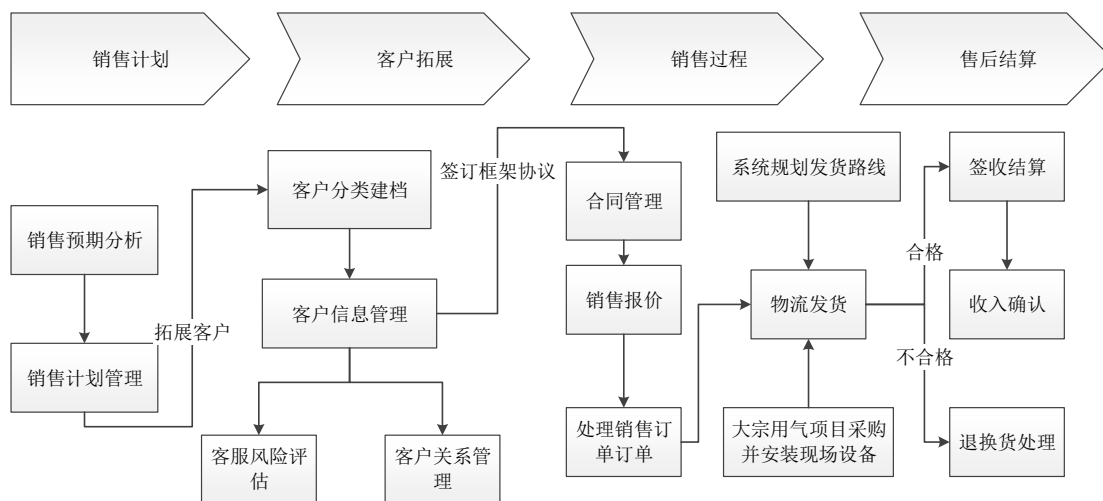 销售计划
客户拓展
销售过程
售后结算
签订框架协议
客户分类建档
合同管理
系统规划发货路线
签收结算
销售预期分析
合格
客户信息管理
销售报价
物流发货
收入确认
拓展客户
不合格
销售计划管理
客服风险评
估
客户关系管
理
处理销售订
单订单
大宗用气项目采购
并安装现场设备
退换货处理